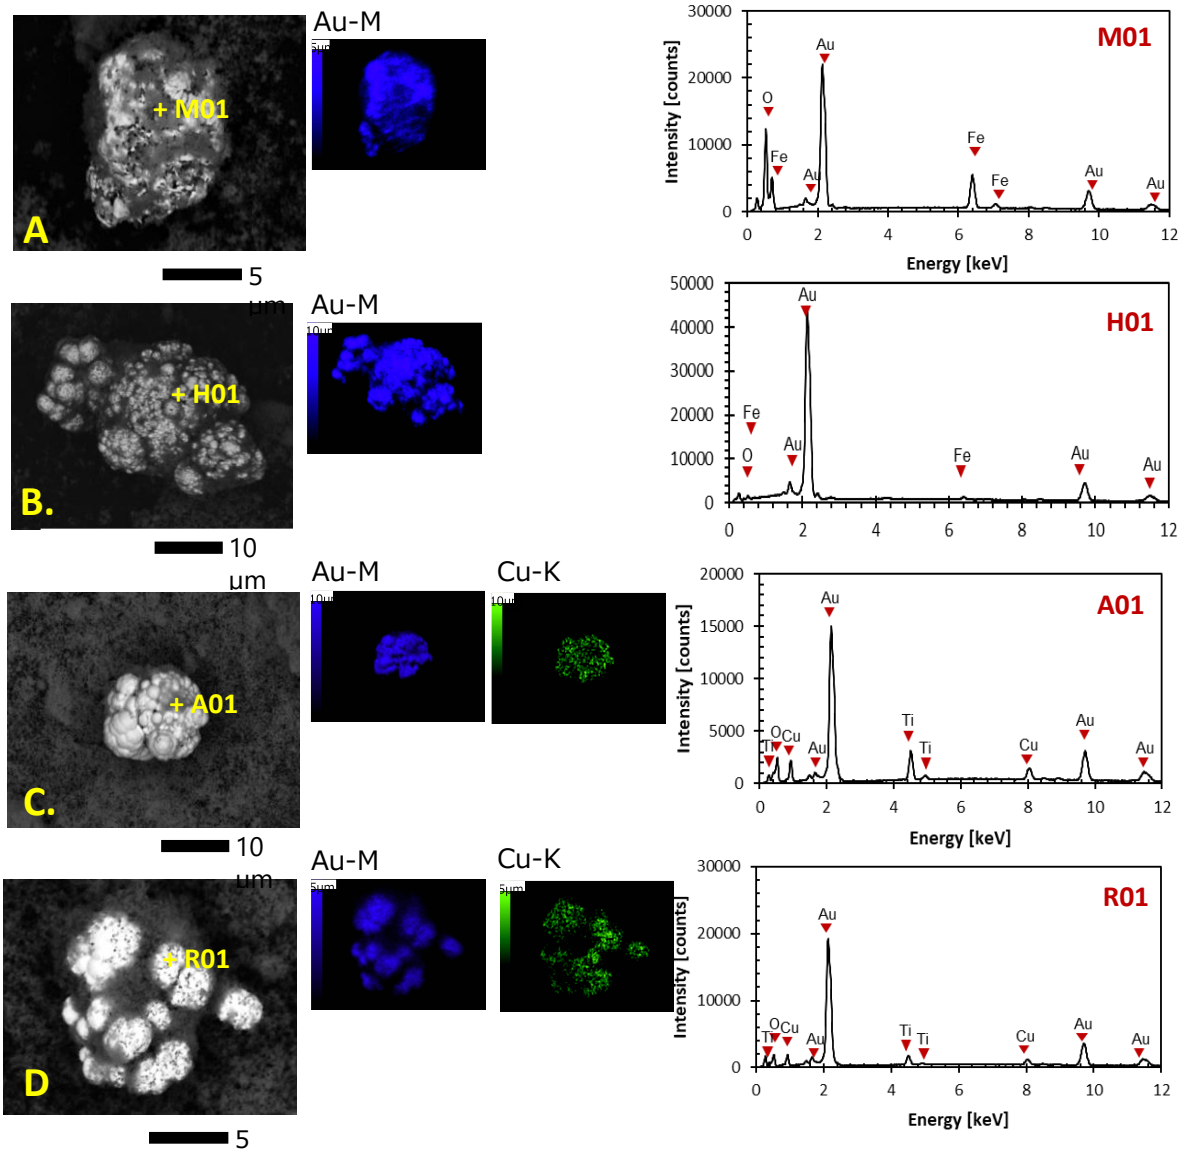 Au-M
5μm
+ M01
A
5
μm
M01
Intensity [counts]
30000
20000
10000
0
O
Fe
Au
Au
Fe
Fe
Au
Au
0 2 4 6 8 10 12
Energy [keV]
Au-M
10μm
+ H01
B.
10
μm
H01
50000
40000
30000
20000
10000
0
Fe
O
Au
Au
Fe
Au
Au
0 2 4 6 8 10 12
Au-M
Cu-K
10μm
10μm
+ A01
C.
10
μm
A01
Intensity [counts]
20000
15000
10000
5000
0
Ti
O
Cu
Au
Au
Ti
Ti
Cu
Au
Au
0 2 4 6 8 10 12
Energy [keV]
Au-M
Cu-K
5μm
5μm
+ R01
D
5
R01
Intensity [counts]
30000
20000
10000
0
Ti
O
Cu
Au
Au
Ti
Ti
Cu
Au
Au
0 2 4 6 8 10 12
Energy [keV]